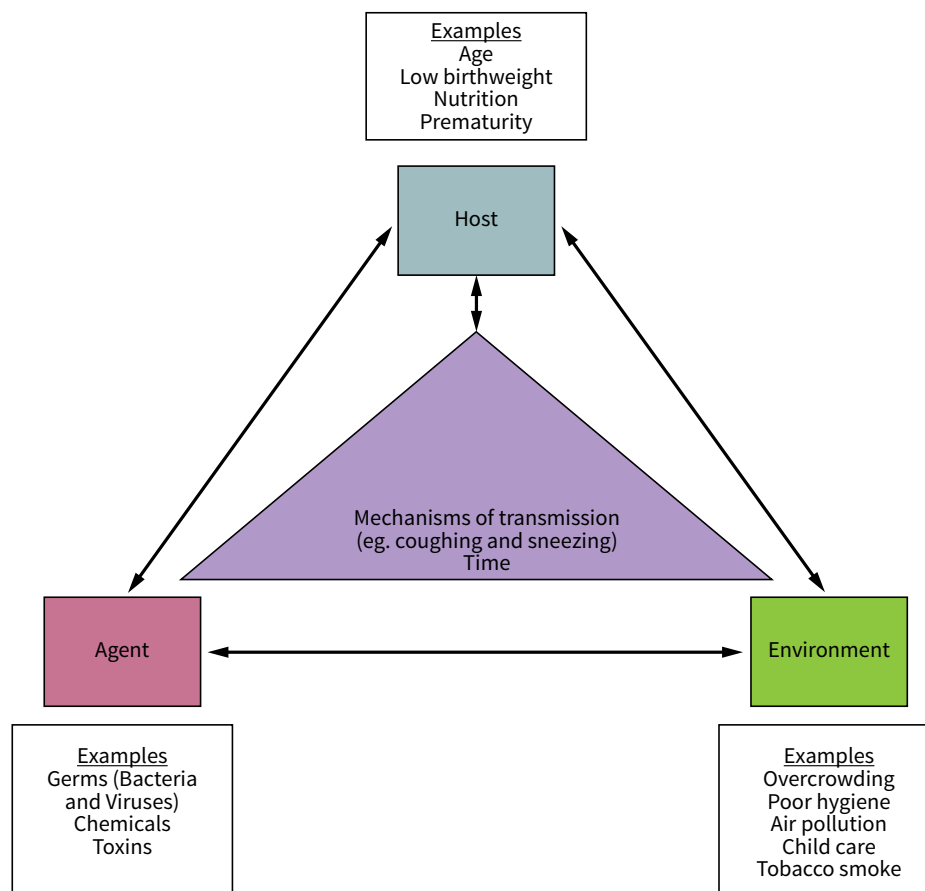 Examples
Age
Low birthweight
Nutrition
Prematurity
Host
Mechanisms of transmission
(eg. coughing and sneezing)
Time
Agent
Environment
Examples
Germs (Bacteria
and Viruses)
Chemicals
Toxins
Examples
Overcrowding
Poor hygiene
Air pollution
Child care
Tobacco smoke